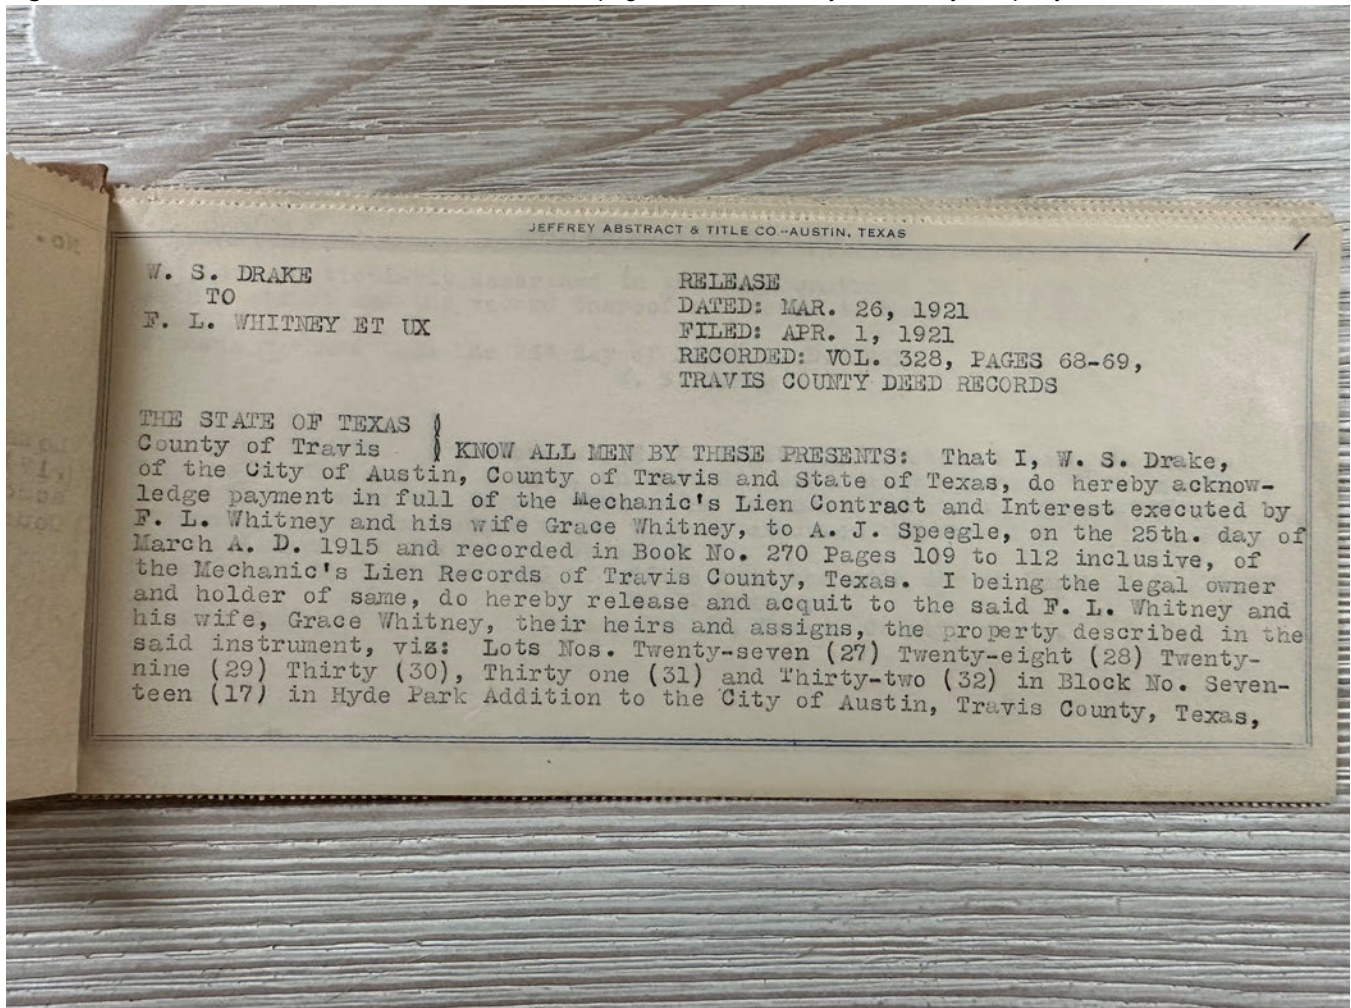 JEFFREY ABSTRACT & TITLE CO.-AUSTIN, TEXAS
W. S. DRAKE
TO
F. L. WHITNEY ET UX
RELEASE
DATED: MAR. 26, 1921
FILED: APR. 1, 1921
RECORDED: VOL. 328, PAGES 68-69,
TRAVIS COUNTY DEED RECORDS
THE STATE OF TEXAS
County of Travis KNOW ALL MEN BY THESE PRESENTS: That I, W. S. Drake,
of the City of Austin, County of Travis and State of Texas, do hereby acknow-
ledge payment in full of the Mechanic's Lien Contract and Interest executed by
F. L. Whitney and his wife Grace Whitney, to A. J. Speegle, on the 25th. day of
March A. D. 1915 and recorded in Book No. 270 Pages 109 to 112 inclusive, of
the Mechanic's Lien Records of Travis County, Texas. I being the legal owner
and holder of same, do hereby release and acquit to the said F. L. Whitney and
his wife, Grace Whitney, their heirs and assigns, the property described in the
said instrument, viz: Lots Nos. Twenty-seven (27) Twenty-eight (28) Twenty-
nine (29) Thirty (30), Thirty one (31) and Thirty-two (32) in Block No. Seven-
teen (17) in Hyde Park Addition to the City of Austin, Travis County, Texas,